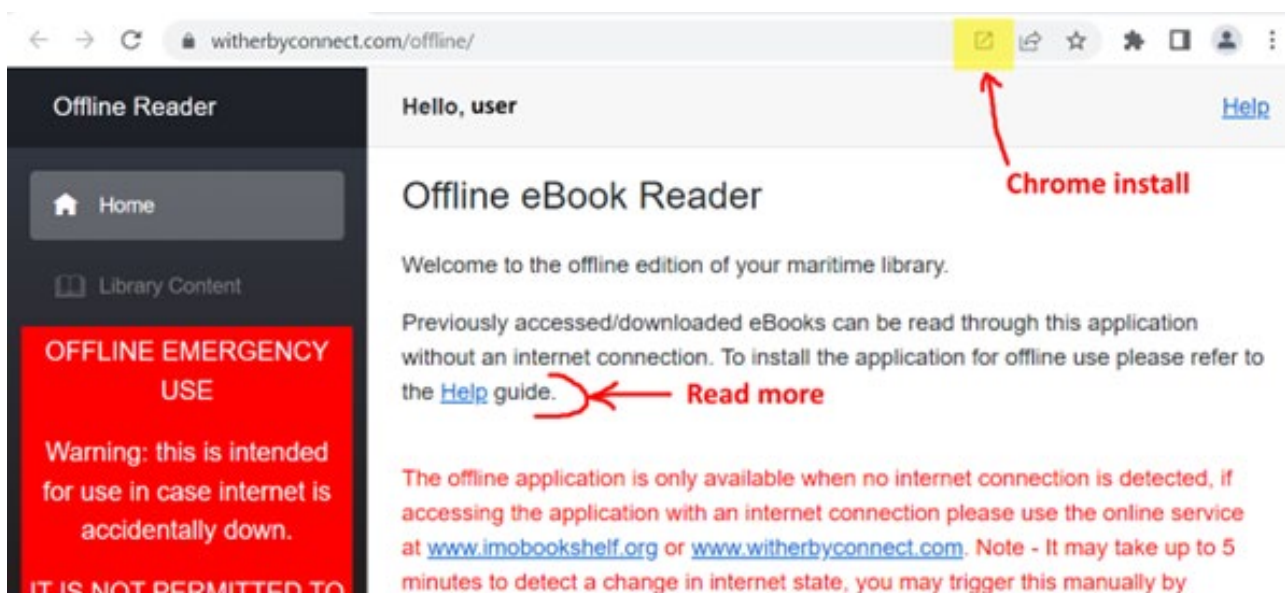 witherbyconnect.com/offline/
Offline Reader
Hello, user
Help
Chrome install
Home
Library Content
OFFLINE EMERGENCY
USE
Warning: this is intended
for use in case internet is
accidentally down.
IT IS NOT PERMITTED TO
Offline eBook Reader
Welcome to the offline edition of your maritime library.
Previously accessed/downloaded eBooks can be read through this application
without an internet connection. To install the application for offline use please refer to
the Help guide.
Read more
The offline application is only available when no internet connection is detected, if
accessing the application with an internet connection please use the online service
at www.imobookshelf.org or www.witherbyconnect.com. Note - It may take up to 5
minutes to detect a change in internet state, you may trigger this manually by